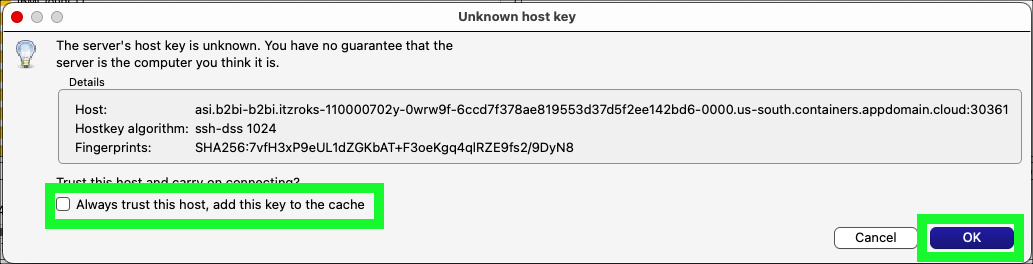 Unknown host key
The server's host key is unknown. You have no guarantee that the
server is the computer you think it is.
Details
Host: asi.b2bi-b2bi.itzroks-110000702y-0wrw9f-6ccd7f378ae819553d37d5f2ee142bd6-0000.us-south.containers.appdomain.cloud:30361
Hostkey algorithm: ssh-dss 1024
Fingerprints: SHA256:7vfH3xP9eUL1dZGKbAT+F3oeKgq4qIRZE9fs2/9DyN8
Trust this host and carry on connecting?
Always trust this host, add this key to the cache
Cancel OK